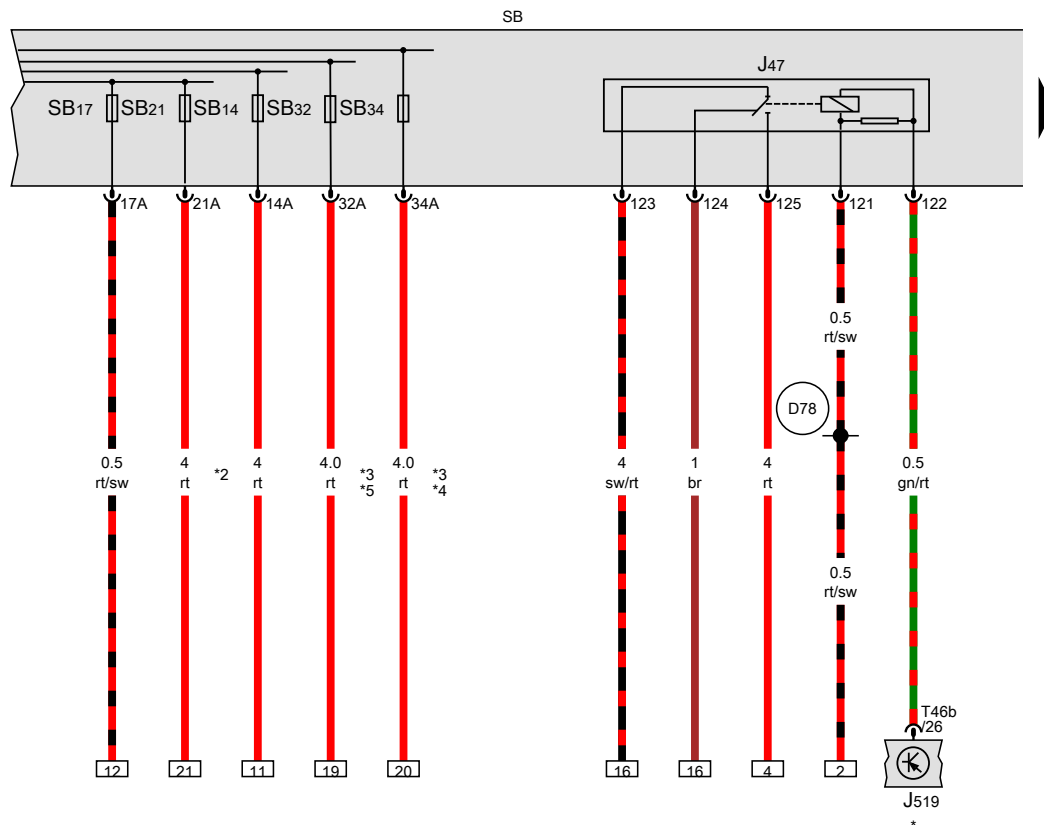 SB
J47
SB17 SB21 SB14 SB32 SB34
17A 21A 14A 32A 34A 123 124 125 121 122
0.5
rt/sw
D78
0.5 4 4 4.0 4.0 4 1 4 0.5
rt/sw rt *2 rt rt *3 rt *3 sw/rt br rt gn/rt
*5 *4
0.5
rt/sw
T46b
/26
12 21 11 19 20 16 16 4 2
J519
*